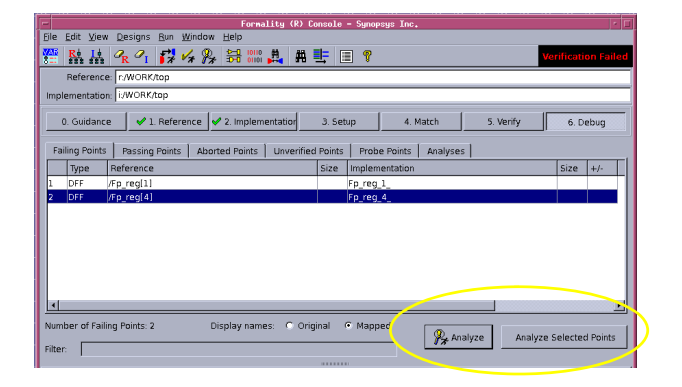 Formality (R) Console - Synopsys Inc.
File Edit View Designs Run Window Help
Verification Failed
Reference: r:/WORK/top
Implementation: i:/WORK/top
0. Guidance 1. Reference 2. Implementation 3. Setup 4. Match 5. Verify 6. Debug
Failing Points Passing Points Aborted Points Unverified Points Probe Points Analyses
Type Reference Size Implementation Size +/-
1 DFF /Fp_reg[1] Fp_reg_1_
2 DFF /Fp_reg[4] Fp_reg_4_
Number of Failing Points: 2 Display names: Original Mapped
Analyze Analyze Selected Points
Filter: